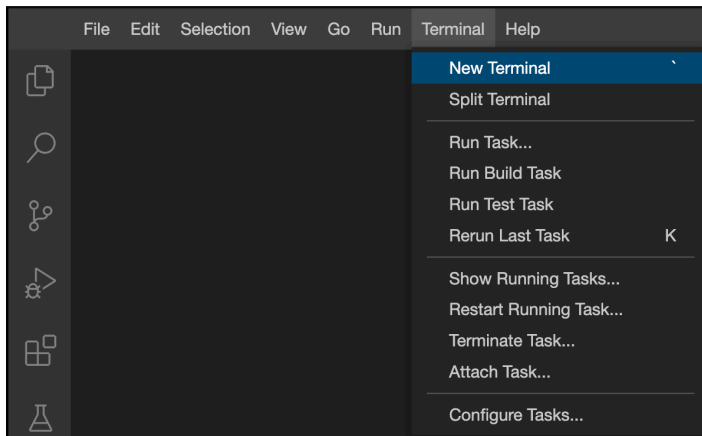 File Edit Selection View Go Run Terminal Help
New Terminal `
Split Terminal
Run Task...
Run Build Task
Run Test Task
Rerun Last Task K
Show Running Tasks...
Restart Running Task...
Terminate Task...
Attach Task...
Configure Tasks...